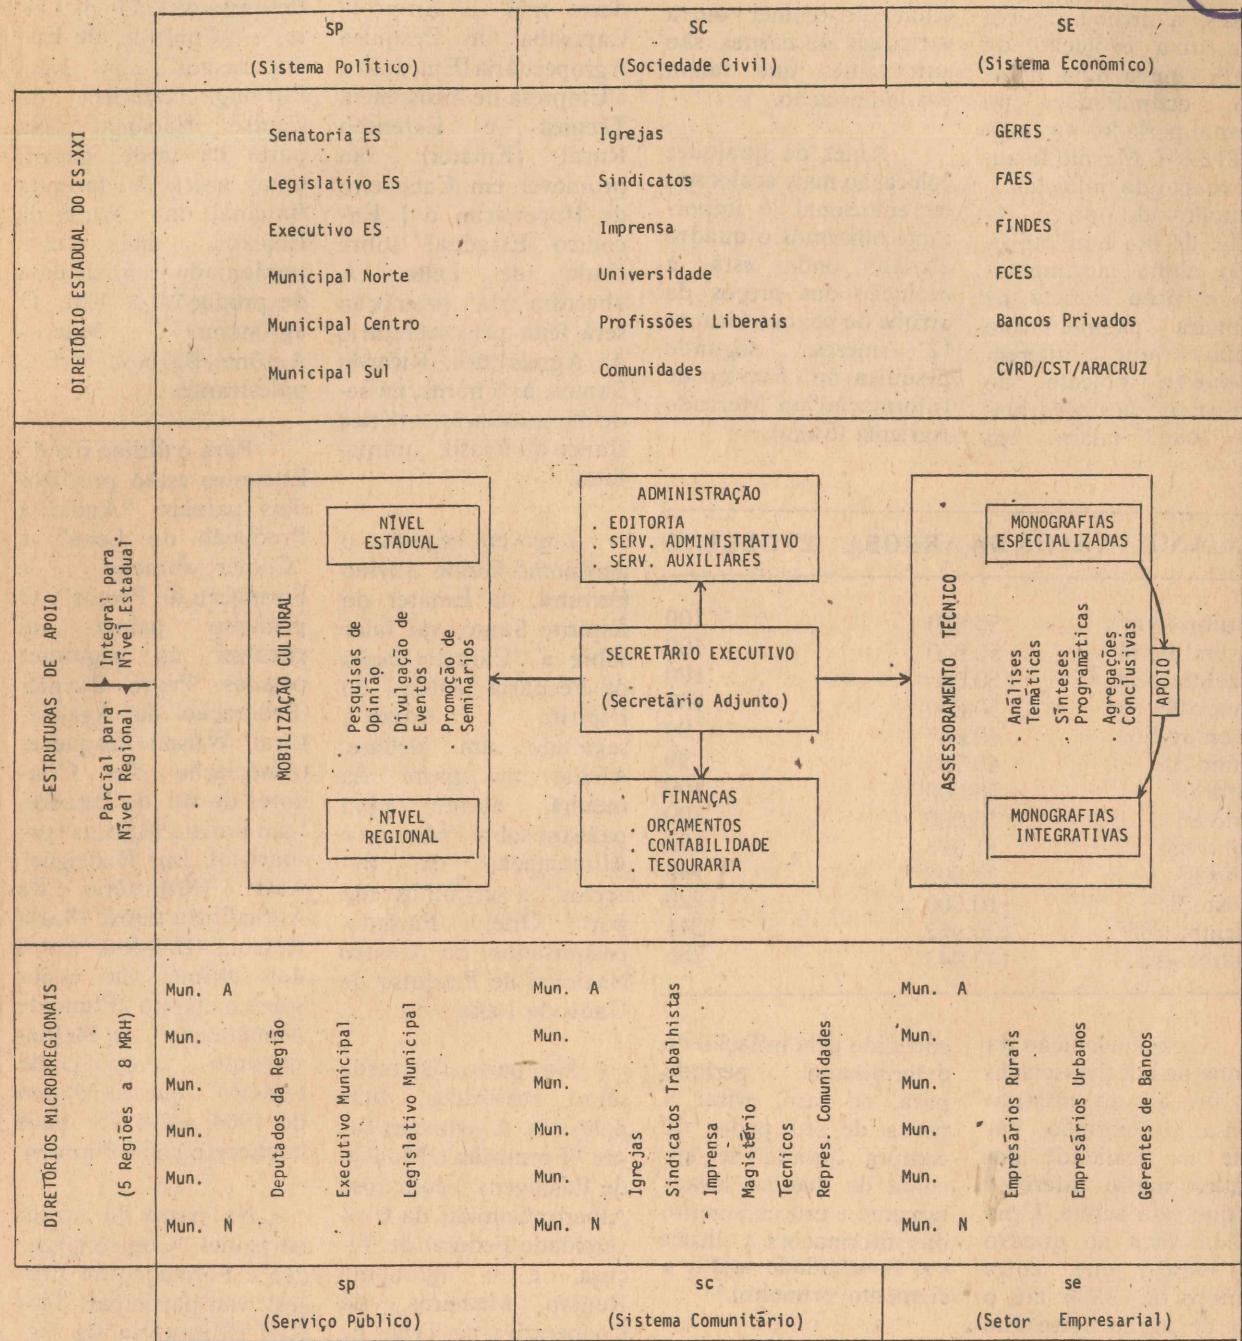 SP
(Sistema Político)
SC
(Sociedade Civil)
SE
(Sistema Econômico)
DIRETÓRIO ESTADUAL DO ES-XXI
Senatoria ES
Legislativo ES
Executivo ES
Municipal Norte
Municipal Centro
Municipal Sul
Igrejas
Sindicatos
Imprensa
Universidade
Profissões Liberais
Comunidades
GERES
FAES
FINDES
FCES
Bancos Privados
CVRD/CST/ARACRUZ
ESTRUTURAS DE APOIO
Integral para
Nível Estadual
Parcial para
Nível Regional
MOBILIZAÇÃO CULTURAL
NÍVEL
ESTADUAL
Pesquisas de
Opinião
Divulgação de
Eventos
Promoção de
Seminários
NÍVEL
REGIONAL
ADMINISTRAÇÃO
. EDITORIA
. SERV. ADMINISTRATIVO
. SERV. AUXILIARES
SECRETÁRIO EXECUTIVO
(Secretário Adjunto)
FINANÇAS
. ORÇAMENTOS
. CONTABILIDADE
. TESOURARIA
ASSESSORAMENTO TÉCNICO
MONOGRAFIAS
ESPECIALIZADAS
. Análises
Temáticas
. Sínteses
Programáticas
. Agregações
Conclusivas
APOIO
MONOGRAFIAS
INTEGRATIVAS
DIRETÓRIOS MICRORREGIONAIS
(5 Regiões a 8 MRH)
Mun. A
Mun.
Mun.
Mun.
Mun.
Mun. N
Deputados da Região
Executivo Municipal
Legislativo Municipal
Mun. A
Mun.
Mun.
Mun.
Mun.
Mun. N
Igrejas
Sindicatos Trabalhistas
Imprensa
Magistério
Tecnicos
Repres. Comunidades
Mun. A
Mun.
Mun.
Mun.
Mun.
Mun. N
Empresários Rurais
Empresários Urbanos
Gerentes de Bancos
sp
(Serviço Público)
sc
(Sistema Comunitário)
se
(Setor Empresarial)